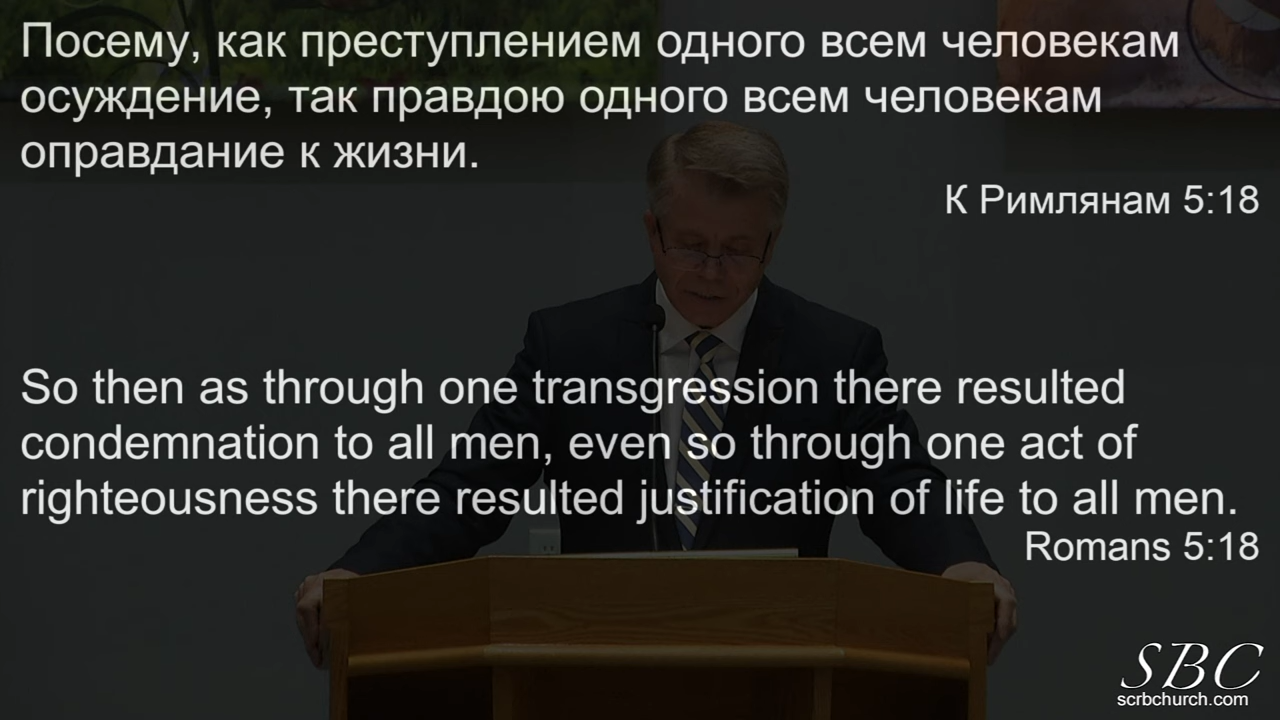 Посему, как преступлением одного всем человекам
осуждение, так правдою одного всем человекам
оправдание к жизни.
К Римлянам 5:18
So then as through one transgression there resulted
condemnation to all men, even so through one act of
righteousness there resulted justification of life to all men.
Romans 5:18
SBC
scrbchurch.com